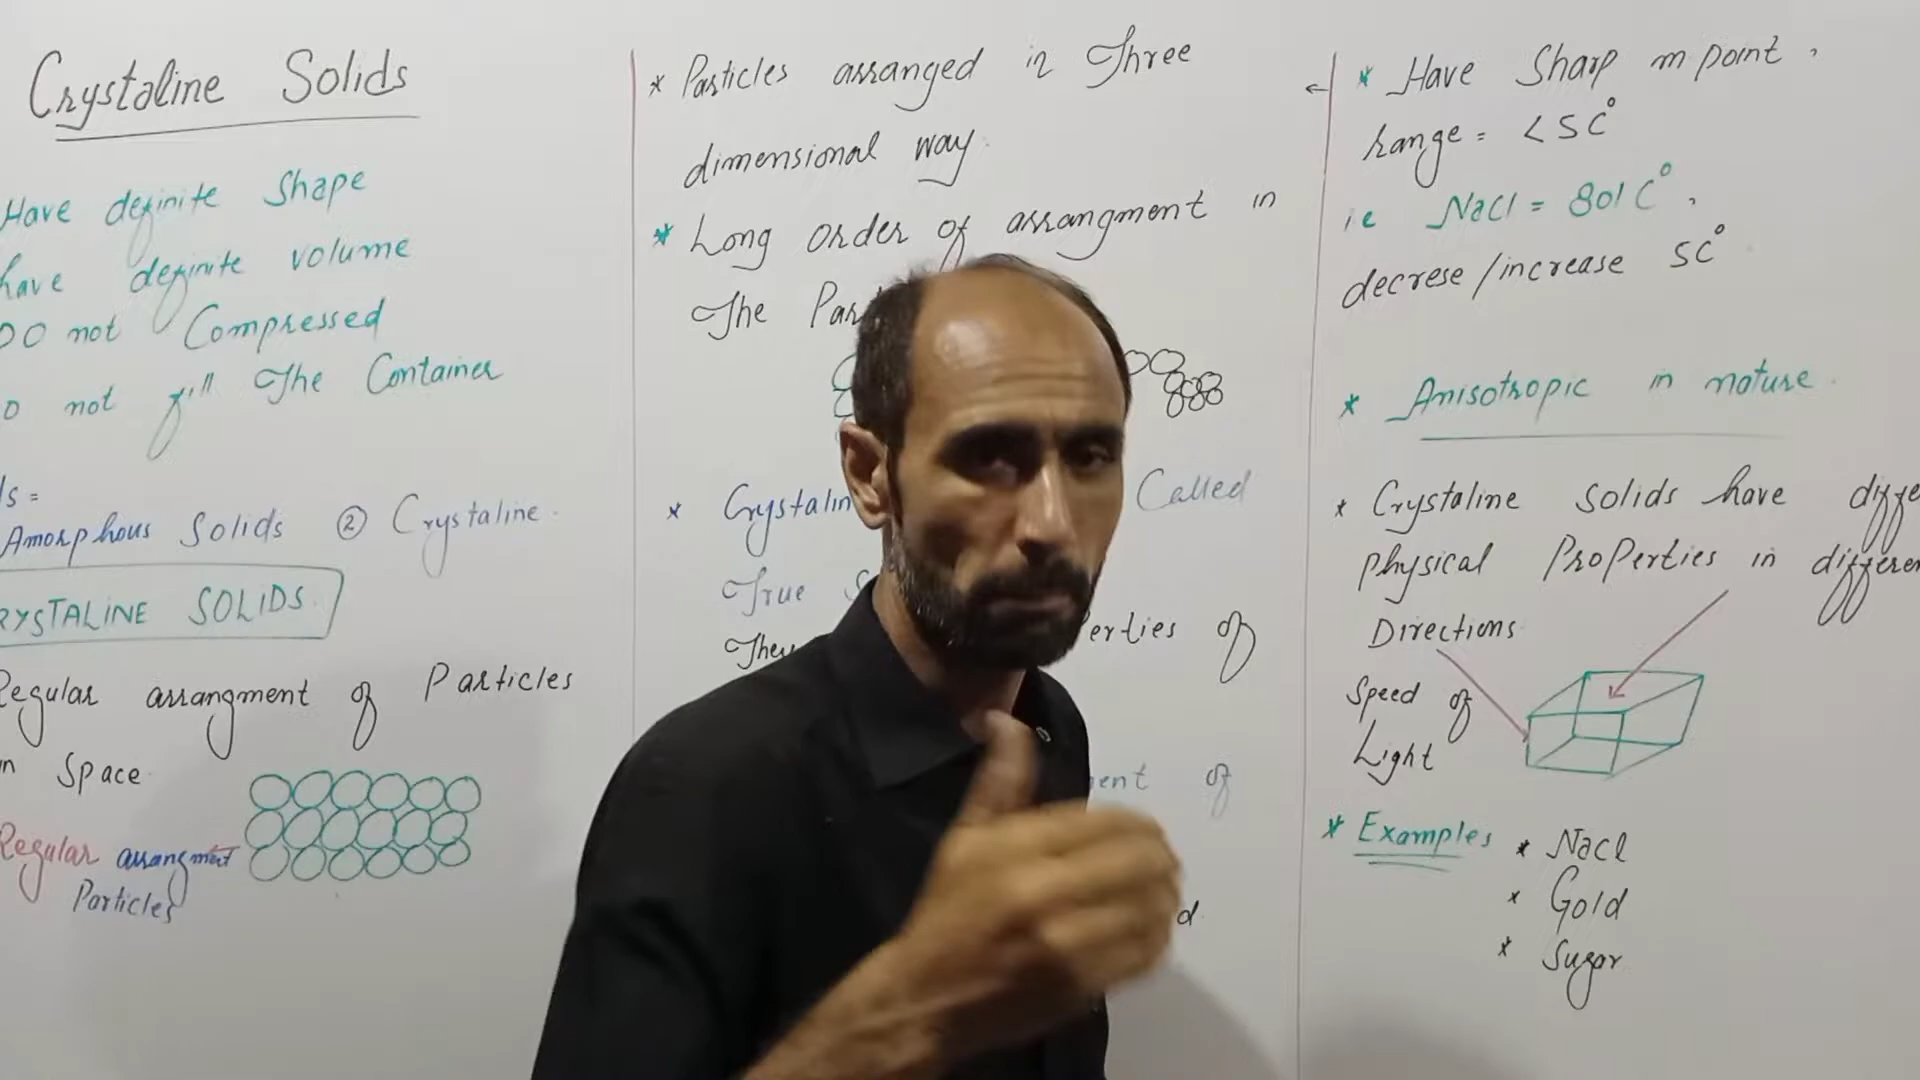 Crystaline Solids
Have definite Shape
have definite volume
DO not Compressed
not fill The Container
Amorphous Solids ② Crystaline.
RYSTALINE SOLIDS
Regular arrangment of Particles
in Space
Regular arrangment
Particles
* Particles arranged in Three
dimensional way.
* Long order of arrangment in
The Par
* Crystalin Called
True S
They erties of
ment of
d.
* Have Sharp m point,
range = < 5 C°
i.e NaCl = 801 C°,
decrese/increase 5C°
* Anisotropic in nature.
* Crystaline solids have diffe
physical Properties in differen
Directions.
Speed of
Light
* Examples * NaCl
* Gold
* Sugar